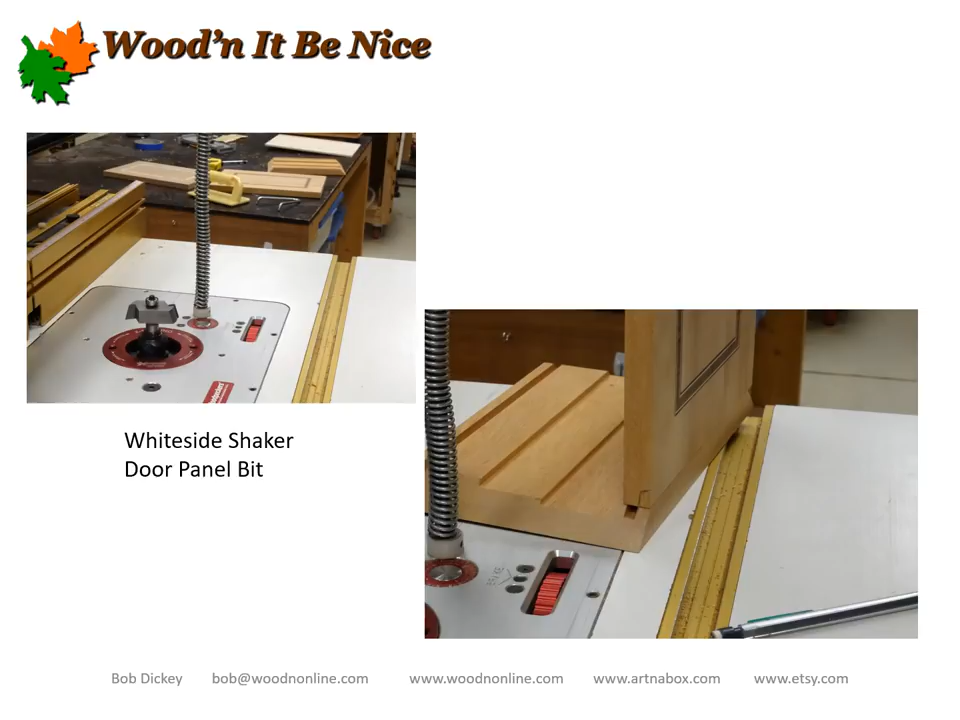 Wood'n It Be Nice
Whiteside Shaker
Door Panel Bit
Bob Dickey bob@woodnonline.com www.woodnonline.com www.artnabox.com www.etsy.com